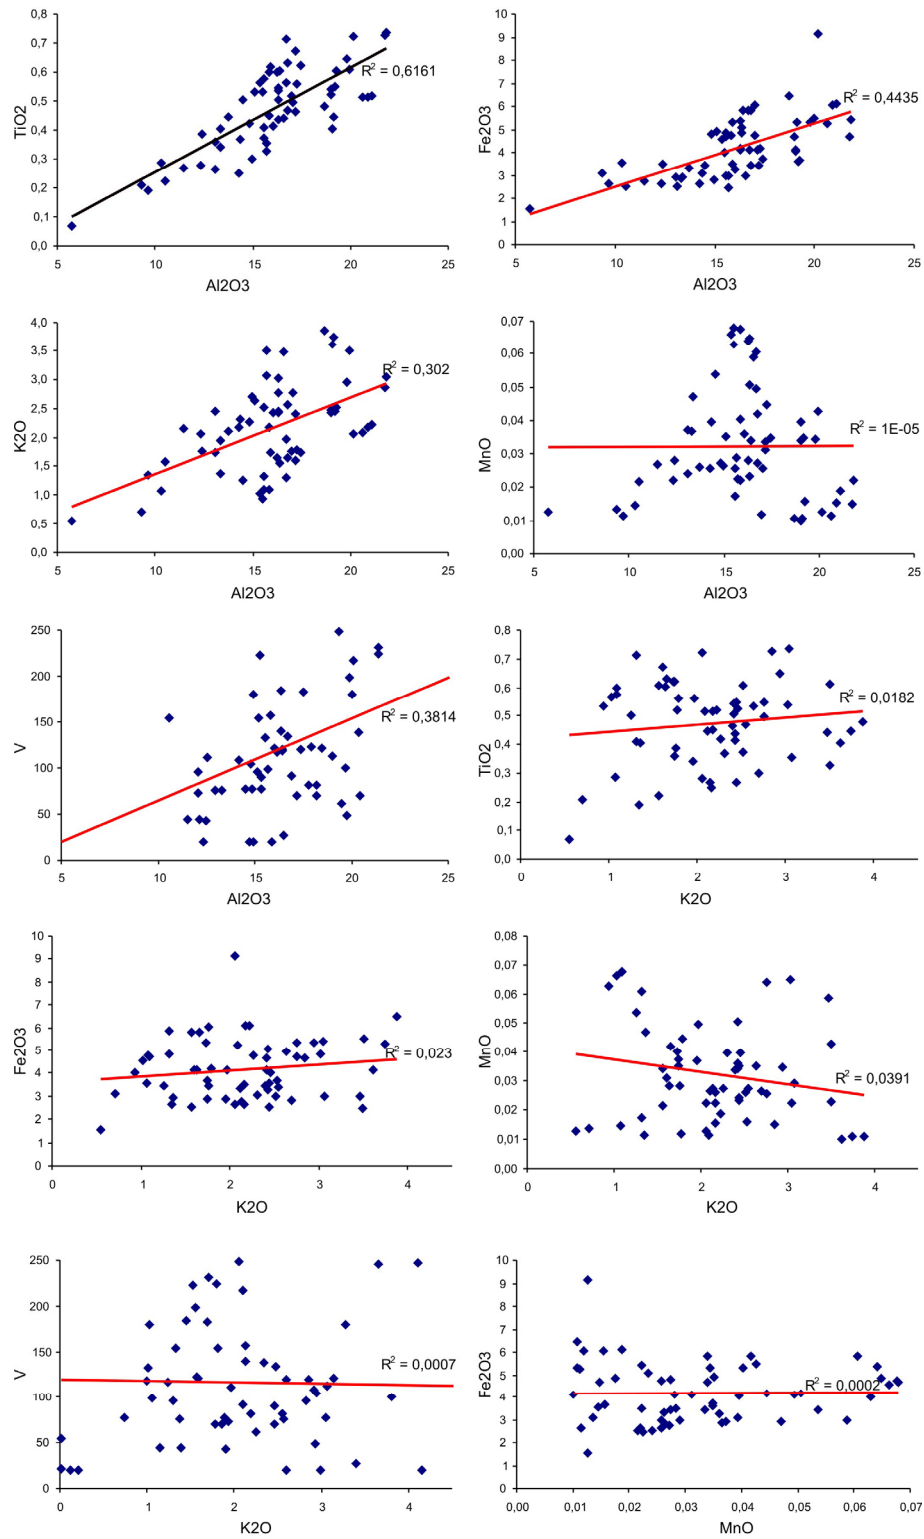 0,8
0,7
0,6
0,5
0,4
0,3
0,2
0,1
0,0
TiO2
R2 = 0,6161
5 10 15 20 25
Al2O3
10
9
8
7
6
5
4
3
2
1
0
Fe2O3
R2 = 0,4435
5 10 15 20 25
Al2O3
4,0
3,5
3,0
2,5
2,0
1,5
1,0
0,5
0,0
K2O
R2 = 0,302
5 10 15 20 25
Al2O3
0,07
0,06
0,05
0,04
0,03
0,02
0,01
0,00
MnO
R2 = 1E-05
5 10 15 20 25
Al2O3
250
200
150
100
50
0
V
R2 = 0,3814
5 10 15 20 25
Al2O3
0,8
0,7
0,6
0,5
0,4
0,3
0,2
0,1
0,0
TiO2
R2 = 0,0182
0 1 2 3 4
K2O
10
9
8
7
6
5
4
3
2
1
0
Fe2O3
R2 = 0,023
0 1 2 3 4
K2O
0,08
0,07
0,06
0,05
0,04
0,03
0,02
0,01
0,00
MnO
R2 = 0,0391
0 1 2 3 4
K2O
250
200
150
100
50
0
V
R2 = 0,0007
0 1 2 3 4
K2O
10
9
8
7
6
5
4
3
2
1
0
Fe2O3
R2 = 0,0002
0,00 0,01 0,02 0,03 0,04 0,05 0,06 0,07
MnO